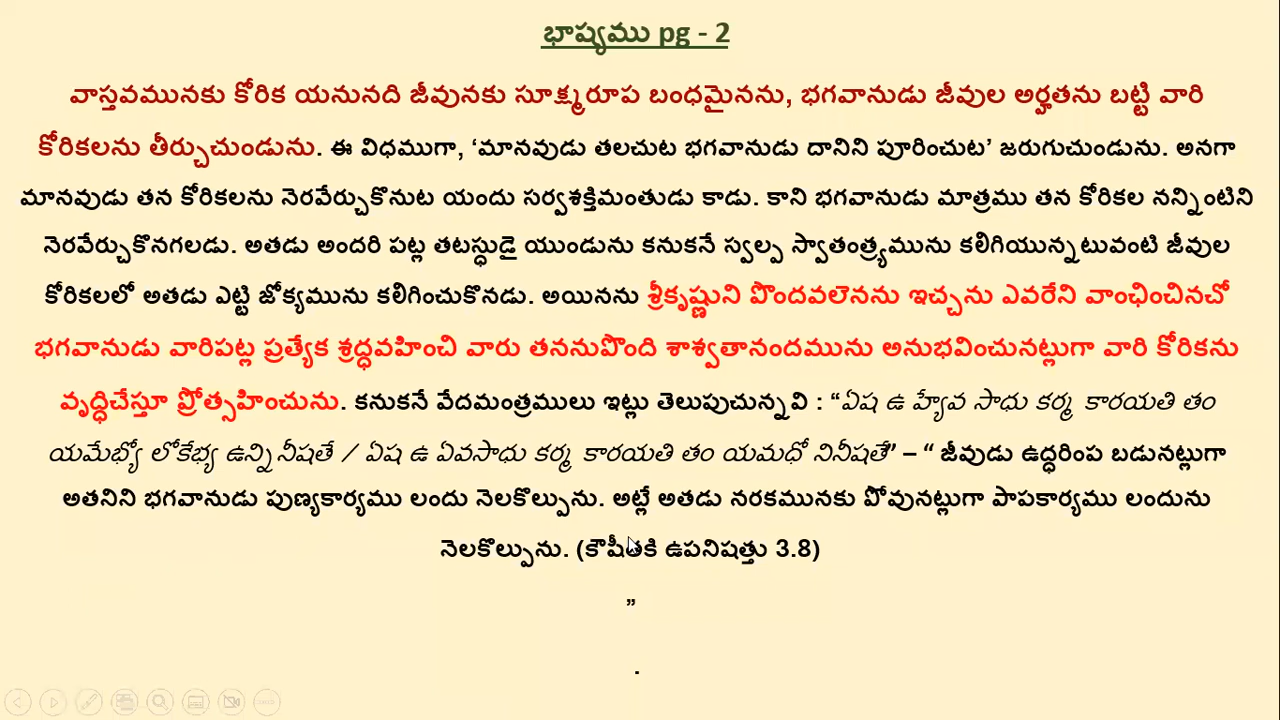 భాష్యము pg - 2
వాస్తవమునకు కోరిక యనునది జీవునకు సూక్ష్మరూప బంధమైనను, భగవానుడు జీవుల అర్హతను బట్టి వారి
కోరికలను తీర్చుచుండును. ఈ విధముగా, ‘మానవుడు తలచుట భగవానుడు దానిని పూరించుట’ జరుగుచుండును. అనగా
మానవుడు తన కోరికలను నెరవేర్చుకొనుట యందు సర్వశక్తిమంతుడు కాడు. కాని భగవానుడు మాత్రము తన కోరికల నన్నింటిని
నెరవేర్చుకొనగలడు. అతడు అందరి పట్ల తటస్థుడై యుండును కనుకనే స్వల్ప స్వాతంత్ర్యమును కలిగియున్నటువంటి జీవుల
కోరికలలో అతడు ఎట్టి జోక్యమును కలిగించుకొనడు. అయినను శ్రీకృష్ణుని పొందవలెనను ఇచ్చను ఎవరేని వాంఛించినచో
భగవానుడు వారిపట్ల ప్రత్యేక శ్రద్ధవహించి వారు తననుపొంది శాశ్వతానందమును అనుభవించునట్లుగా వారి కోరికను
వృద్ధిచేస్తూ ప్రోత్సహించును. కనుకనే వేదమంత్రములు ఇట్లు తెలుపుచున్నవి : “ఏష ఉ హ్యేవ సాధు కర్మ కారయతి తం
యమేభ్యో లోకేభ్య ఉన్నినీషతే / ఏష ఉ ఏవసాధు కర్మ కారయతి తం యమధో నినీషతే” – “ జీవుడు ఉద్ధరింప బడునట్లుగా
అతనిని భగవానుడు పుణ్యకార్యము లందు నెలకొల్పును. అట్లే అతడు నరకమునకు పోవునట్లుగా పాపకార్యము లందును
నెలకొల్పును. (కౌషీతకి ఉపనిషత్తు 3.8)
”
.